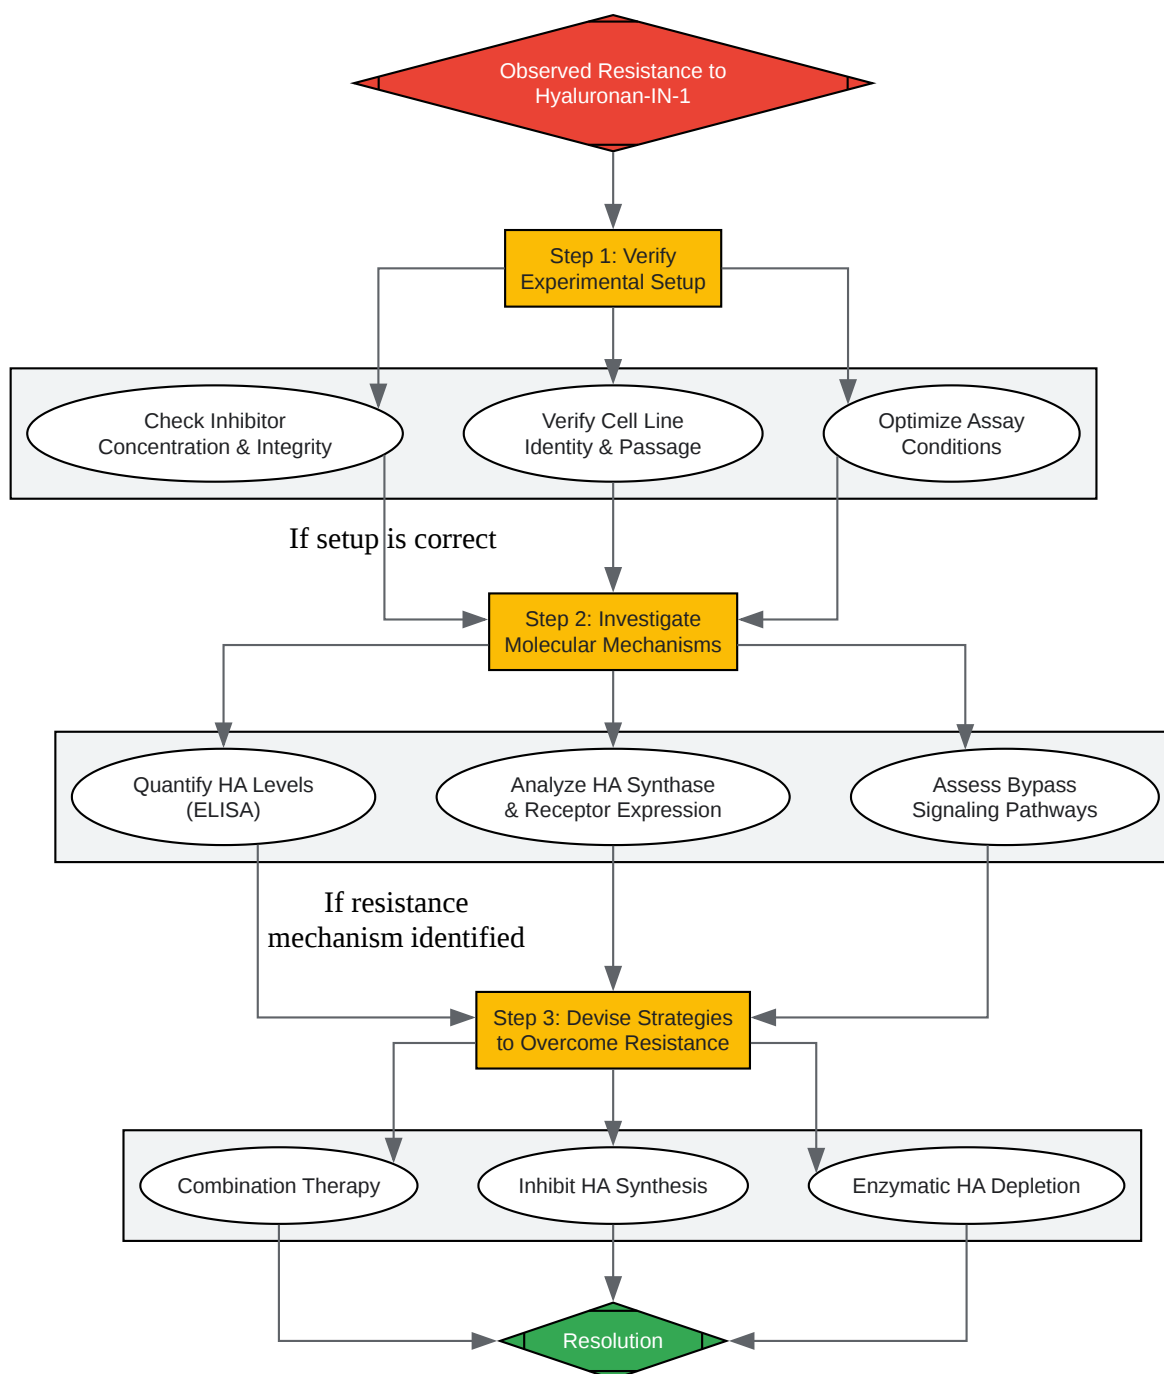 Observed Resistance to
Hyaluronan-IN-1
Step 1: Verify
Experimental Setup
Check Inhibitor
Concentration & Integrity
Verify Cell Line
Identity & Passage
Optimize Assay
Conditions
If setup is correct
Step 2: Investigate
Molecular Mechanisms
Quantify HA Levels
(ELISA)
Analyze HA Synthase
& Receptor Expression
Assess Bypass
Signaling Pathways
If resistance
mechanism identified
Step 3: Devise Strategies
to Overcome Resistance
Combination Therapy
Inhibit HA Synthesis
Enzymatic HA Depletion
Resolution